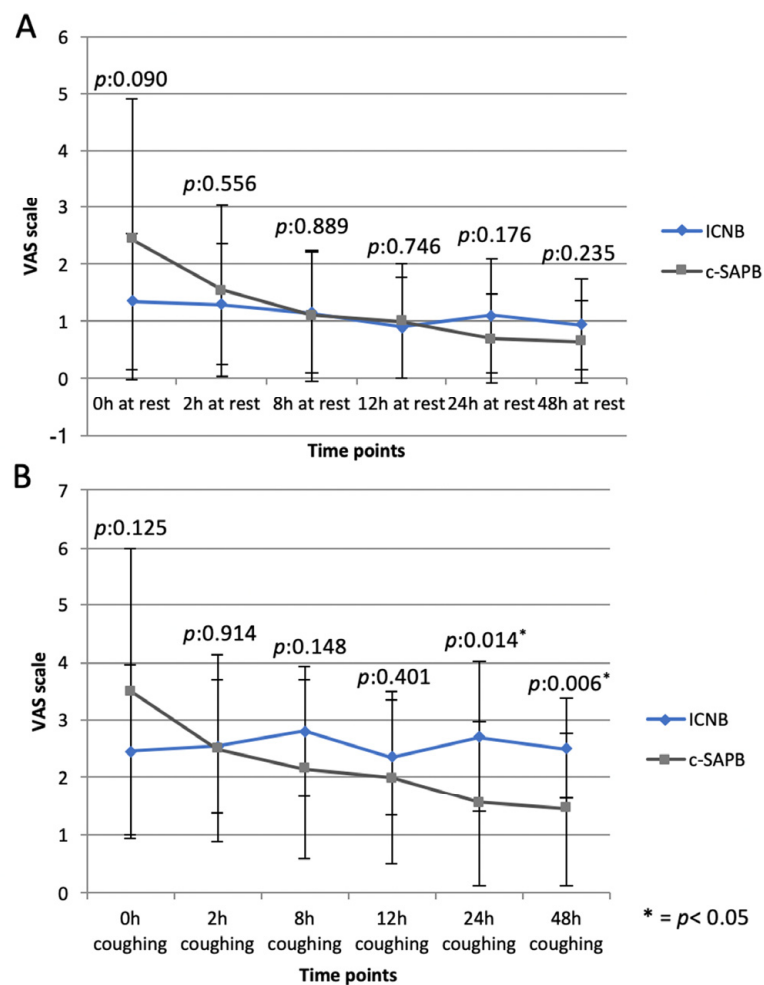 A
6
p:0.090
5
4
p:0.556
p:0.889
p:0.746
p:0.176
p:0.235
3
2
1
0
-1
VAS scale
ICNB
c-SAPB
0h at rest 2h at rest 8h at rest 12h at rest 24h at rest 48h at rest
Time points
B
7
p:0.125
6
5
p:0.914
p:0.148
p:0.401
p:0.014*
p:0.006*
4
3
2
1
0
VAS scale
ICNB
c-SAPB
0h 2h 8h 12h 24h 48h
coughing coughing coughing coughing coughing coughing
* = p< 0.05
Time points